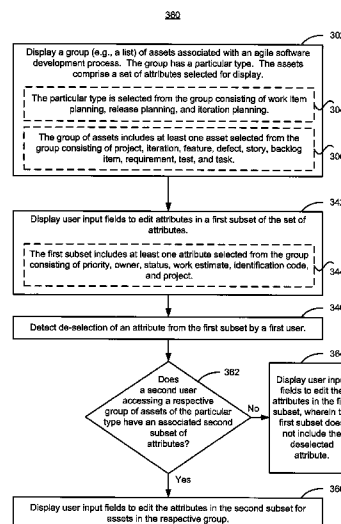 360
302
Display a group (e.g., a list) of assets associated with an agile software
development process. The group has a particular type. The assets
comprise a set of attributes selected for display.
The particular type is selected from the group consisting of work item
planning, release planning, and iteration planning.
The group of assets includes at least one asset selected from the
group consisting of project, iteration, feature, defect, story, backlog
item, requirement, test, and task.
342
Display user input fields to edit attributes in a first subset of the set of
attributes.
The first subset includes at least one attribute selected from the group
consisting of priority, owner, status, work estimate, identification code,
and project.
346
Detect de-selection of an attribute from the first subset by a first user.
362
Does
a second user
accessing a respective
group of assets of the particular
type have an associated second
subset of
attributes?
No
Display user
fields to edit the
attributes in the
subset, wherein
first subset does
not include the
deselected
attribute.
Yes
Display user input fields to edit the attributes in the second subset for
assets in the respective group.